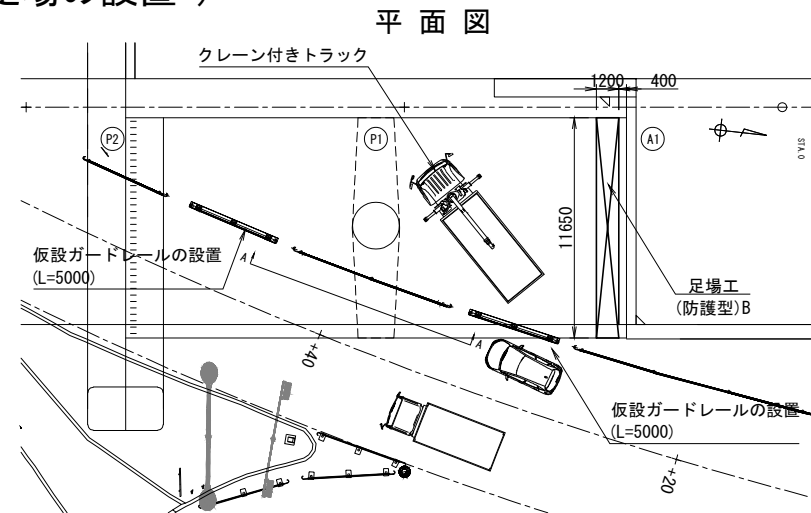 足場の設置）
平面図
クレーン付きトラック
1200
400
P2
P1
A1
STA.0
11650
仮設ガードレールの設置
(L=5000)
A
足場工
(防護型)B
A
+40
仮設ガードレールの設置
(L=5000)
+20